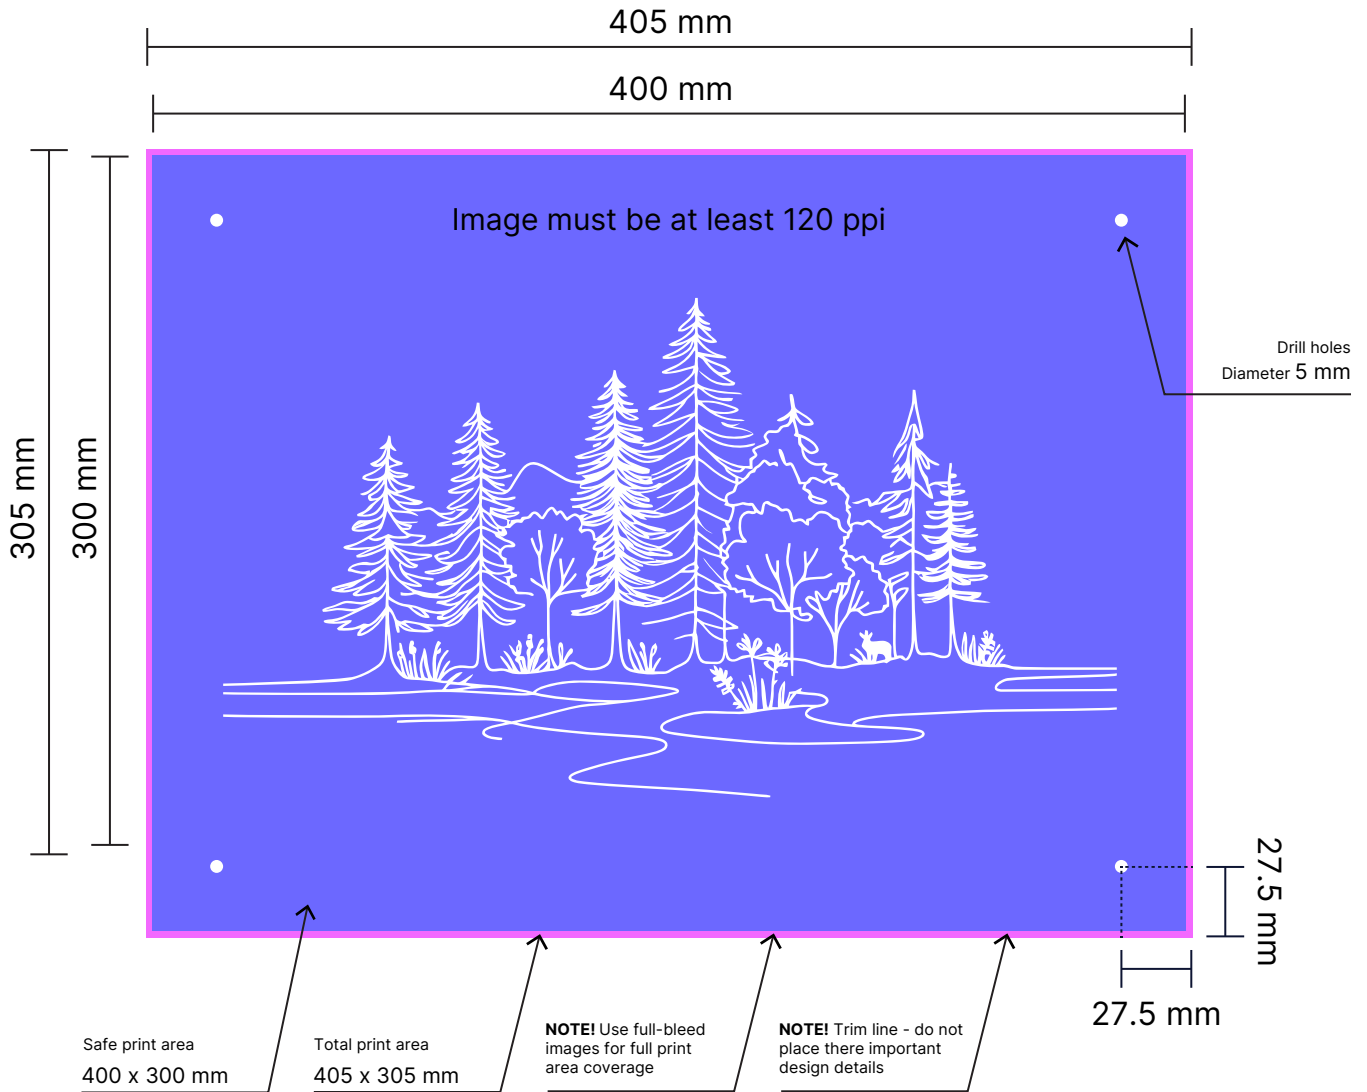 405 mm
400 mm
305 mm
300 mm
Image must be at least 120 ppi
Drill holes
Diameter 5 mm
27.5 mm
27.5 mm
Safe print area
400 x 300 mm
Total print area
405 x 305 mm
NOTE! Use full-bleed
images for full print
area coverage
NOTE! Trim line - do not
place there important
design details